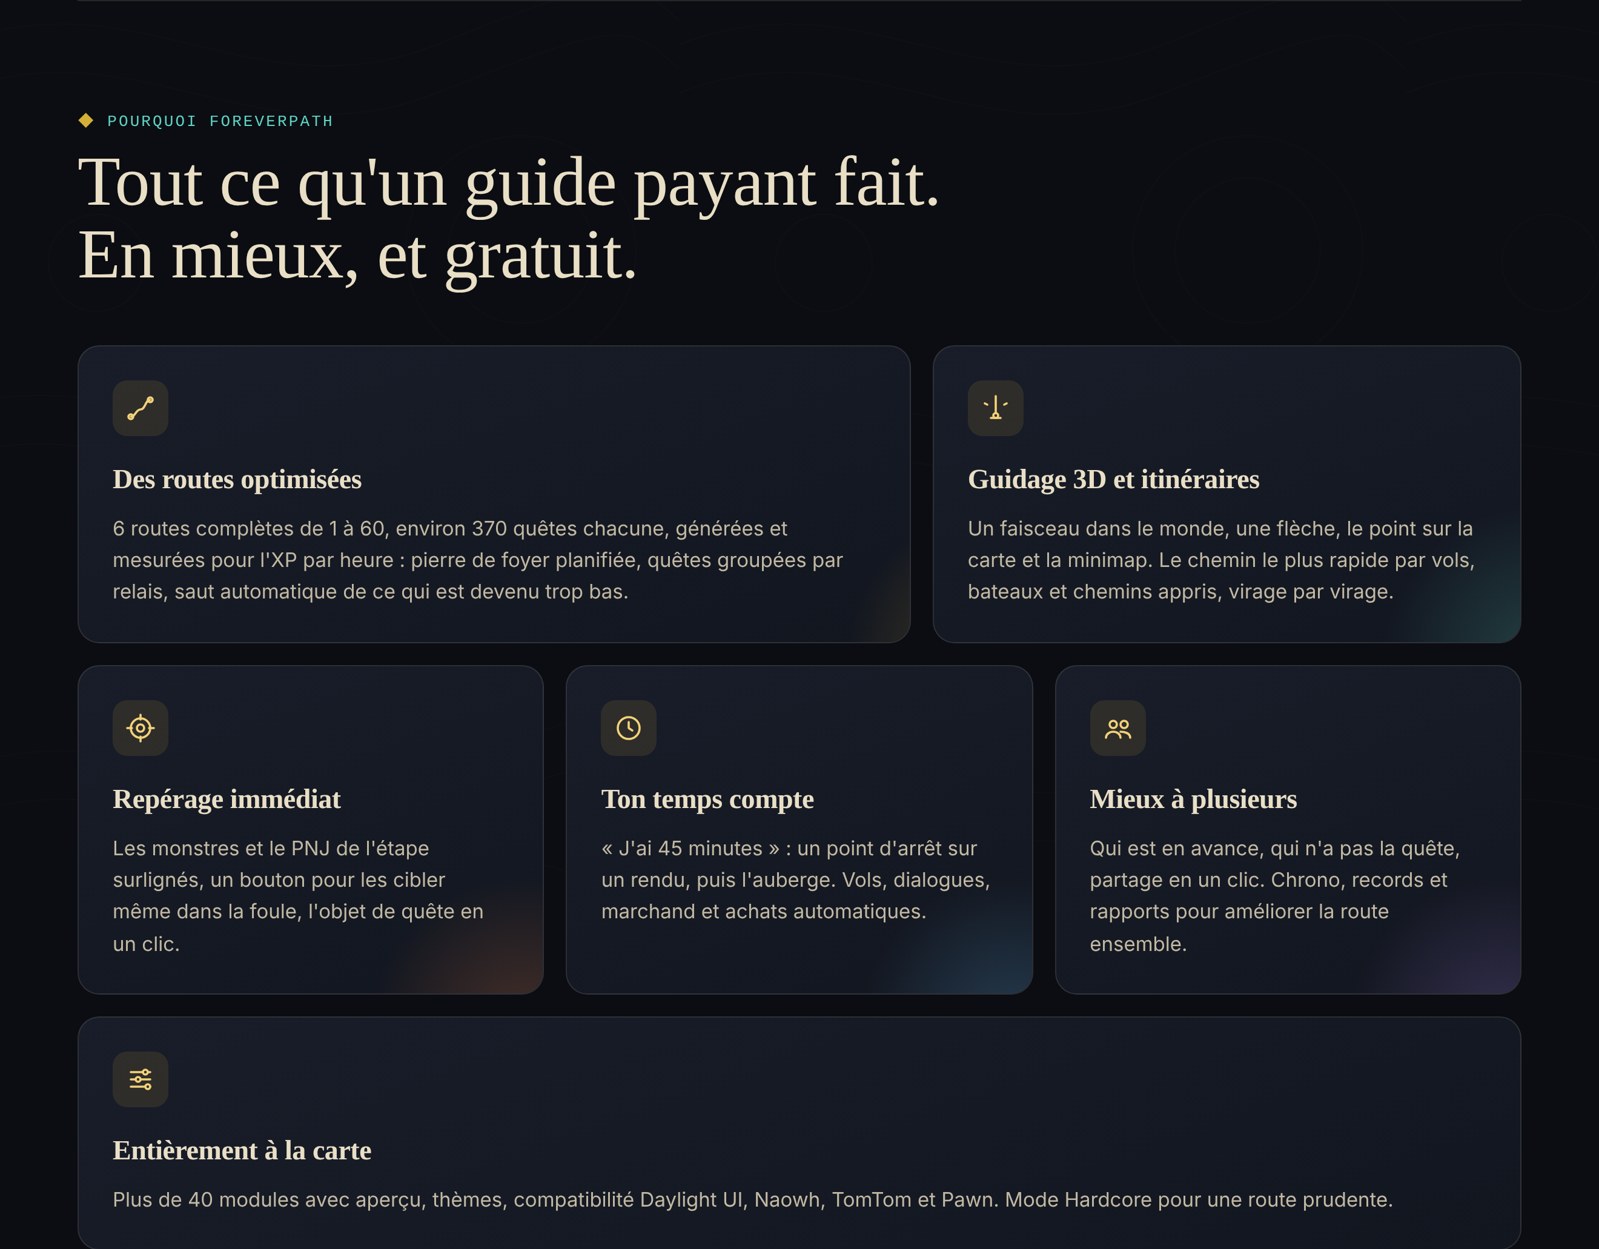 POURQUOI FOREVERPATH
Tout ce qu'un guide payant fait.
En mieux, et gratuit.
Des routes optimisées
6 routes complètes de 1 à 60, environ 370 quêtes chacune, générées et
mesurées pour l'XP par heure : pierre de foyer planifiée, quêtes groupées par
relais, saut automatique de ce qui est devenu trop bas.
Guidage 3D et itinéraires
Un faisceau dans le monde, une flèche, le point sur la
carte et la minimap. Le chemin le plus rapide par vols,
bateaux et chemins appris, virage par virage.
Repérage immédiat
Les monstres et le PNJ de l'étape
surlignés, un bouton pour les cibler
même dans la foule, l'objet de quête en
un clic.
Ton temps compte
« J'ai 45 minutes » : un point d'arrêt sur
un rendu, puis l'auberge. Vols, dialogues,
marchand et achats automatiques.
Mieux à plusieurs
Qui est en avance, qui n'a pas la quête,
partage en un clic. Chrono, records et
rapports pour améliorer la route
ensemble.
Entièrement à la carte
Plus de 40 modules avec aperçu, thèmes, compatibilité Daylight UI, Naowh, TomTom et Pawn. Mode Hardcore pour une route prudente.